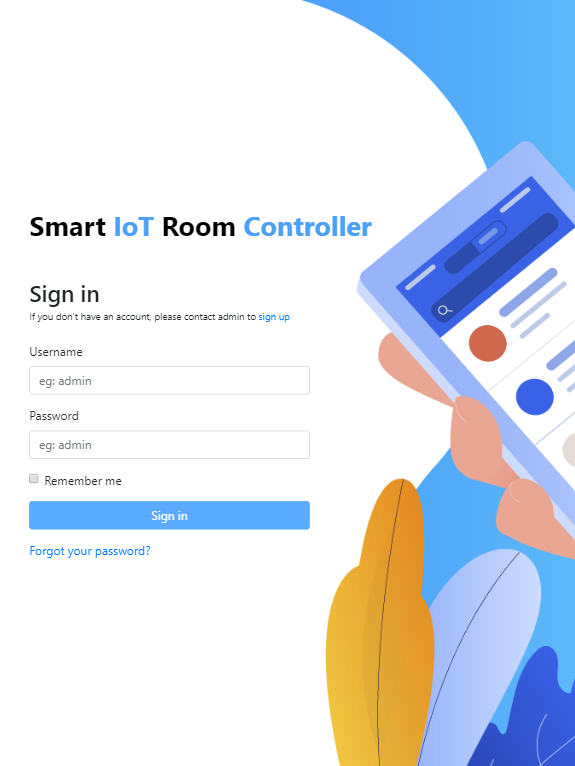 Smart IoT Room Controller
Sign in
If you don't have an account, please contact admin to sign up
Username
eg: admin
Password
eg: admin
Remember me
Sign in
Forgot your password?